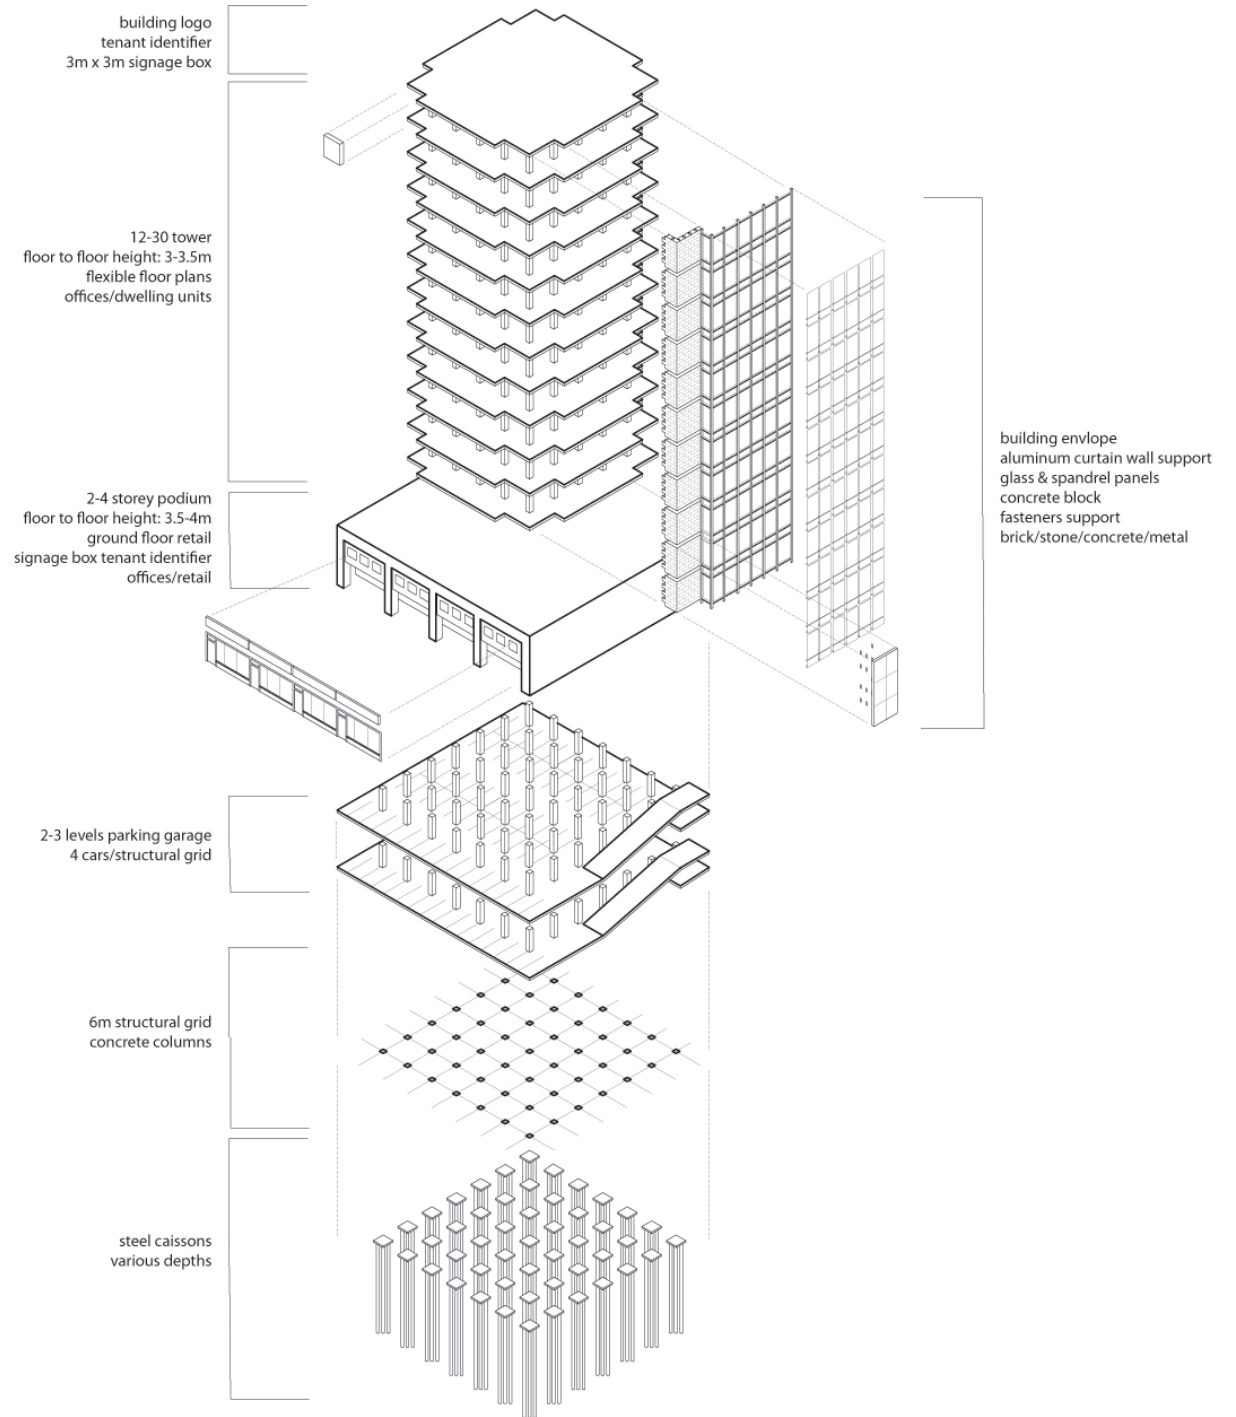 building logo
tenant identifier
3m x 3m signage box
12-30 tower
floor to floor height: 3-3.5m
flexible floor plans
offices/dwelling units
2-4 storey podium
floor to floor height: 3.5-4m
ground floor retail
signage box tenant identifier
offices/retail
building envlope
aluminum curtain wall support
glass & spandrel panels
concrete block
fasteners support
brick/stone/concrete/metal
2-3 levels parking garage
4 cars/structural grid
6m structural grid
concrete columns
steel caissons
various depths